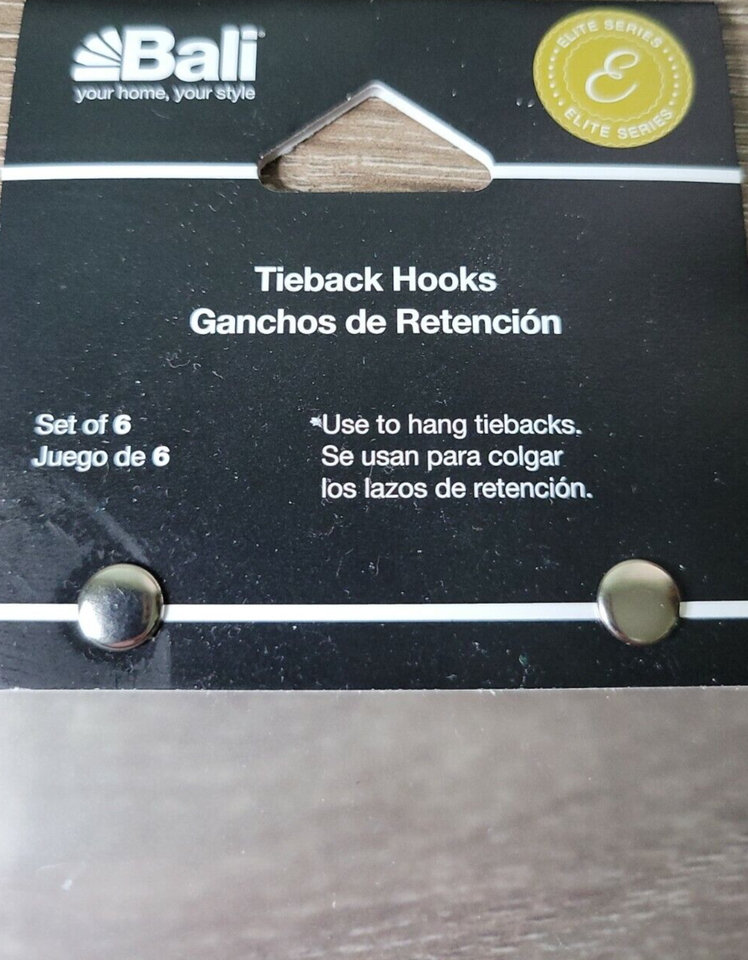 Bali
your home, your style
ELITE SERIES
E
ELITE SERIES
Tieback Hooks
Ganchos de Retención
Set of 6
Juego de 6
*Use to hang tiebacks.
Se usan para colgar
los lazos de retención.